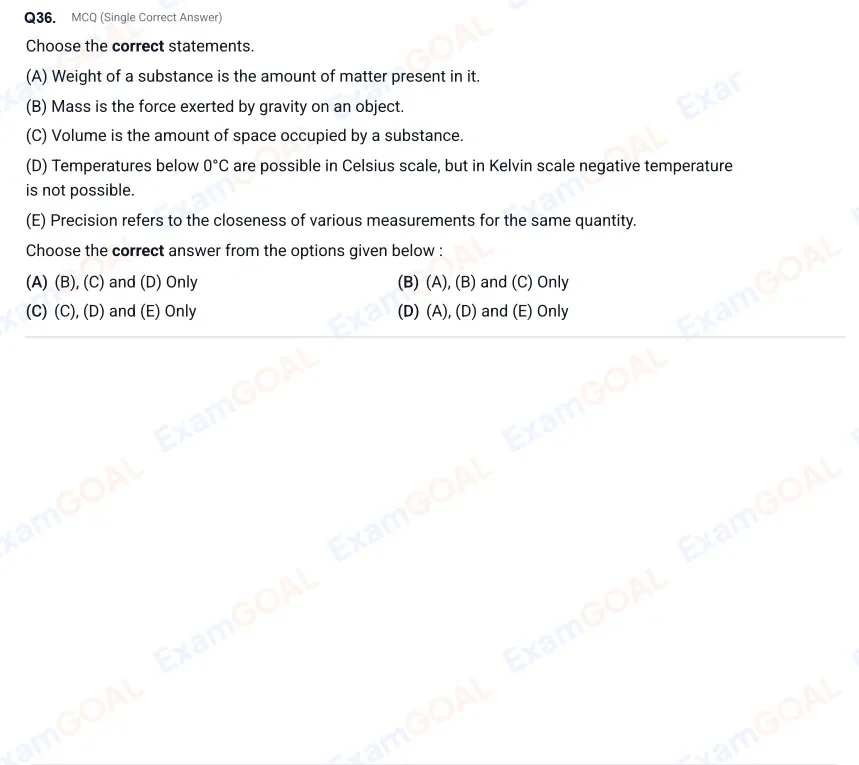 Q36. MCQ (Single Correct Answer)
Choose the correct statements.
(A) Weight of a substance is the amount of matter present in it.
(B) Mass is the force exerted by gravity on an object.
(C) Volume is the amount of space occupied by a substance.
(D) Temperatures below 0°C are possible in Celsius scale, but in Kelvin scale negative temperature
is not possible.
(E) Precision refers to the closeness of various measurements for the same quantity.
Choose the correct answer from the options given below :
(A) (B), (C) and (D) Only (B) (A), (B) and (C) Only
(C) (C), (D) and (E) Only (D) (A), (D) and (E) Only